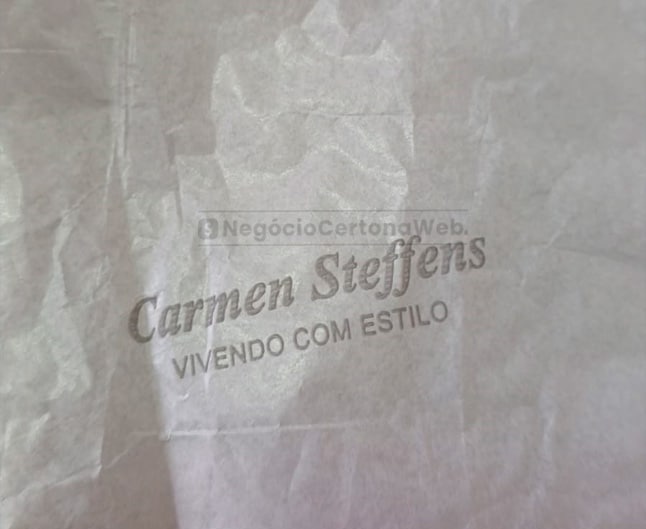 NegócioCertonaWeb.
Carmen Steffens
VIVENDO COM ESTILO